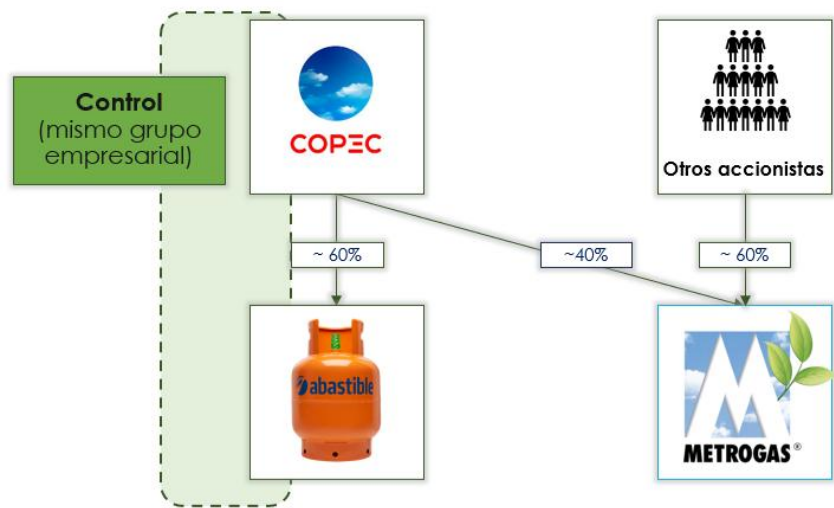 Control
(mismo grupo
empresarial)
COPEC
Otros accionistas
~ 60%
~40%
~ 60%
abastible
METROGAS®